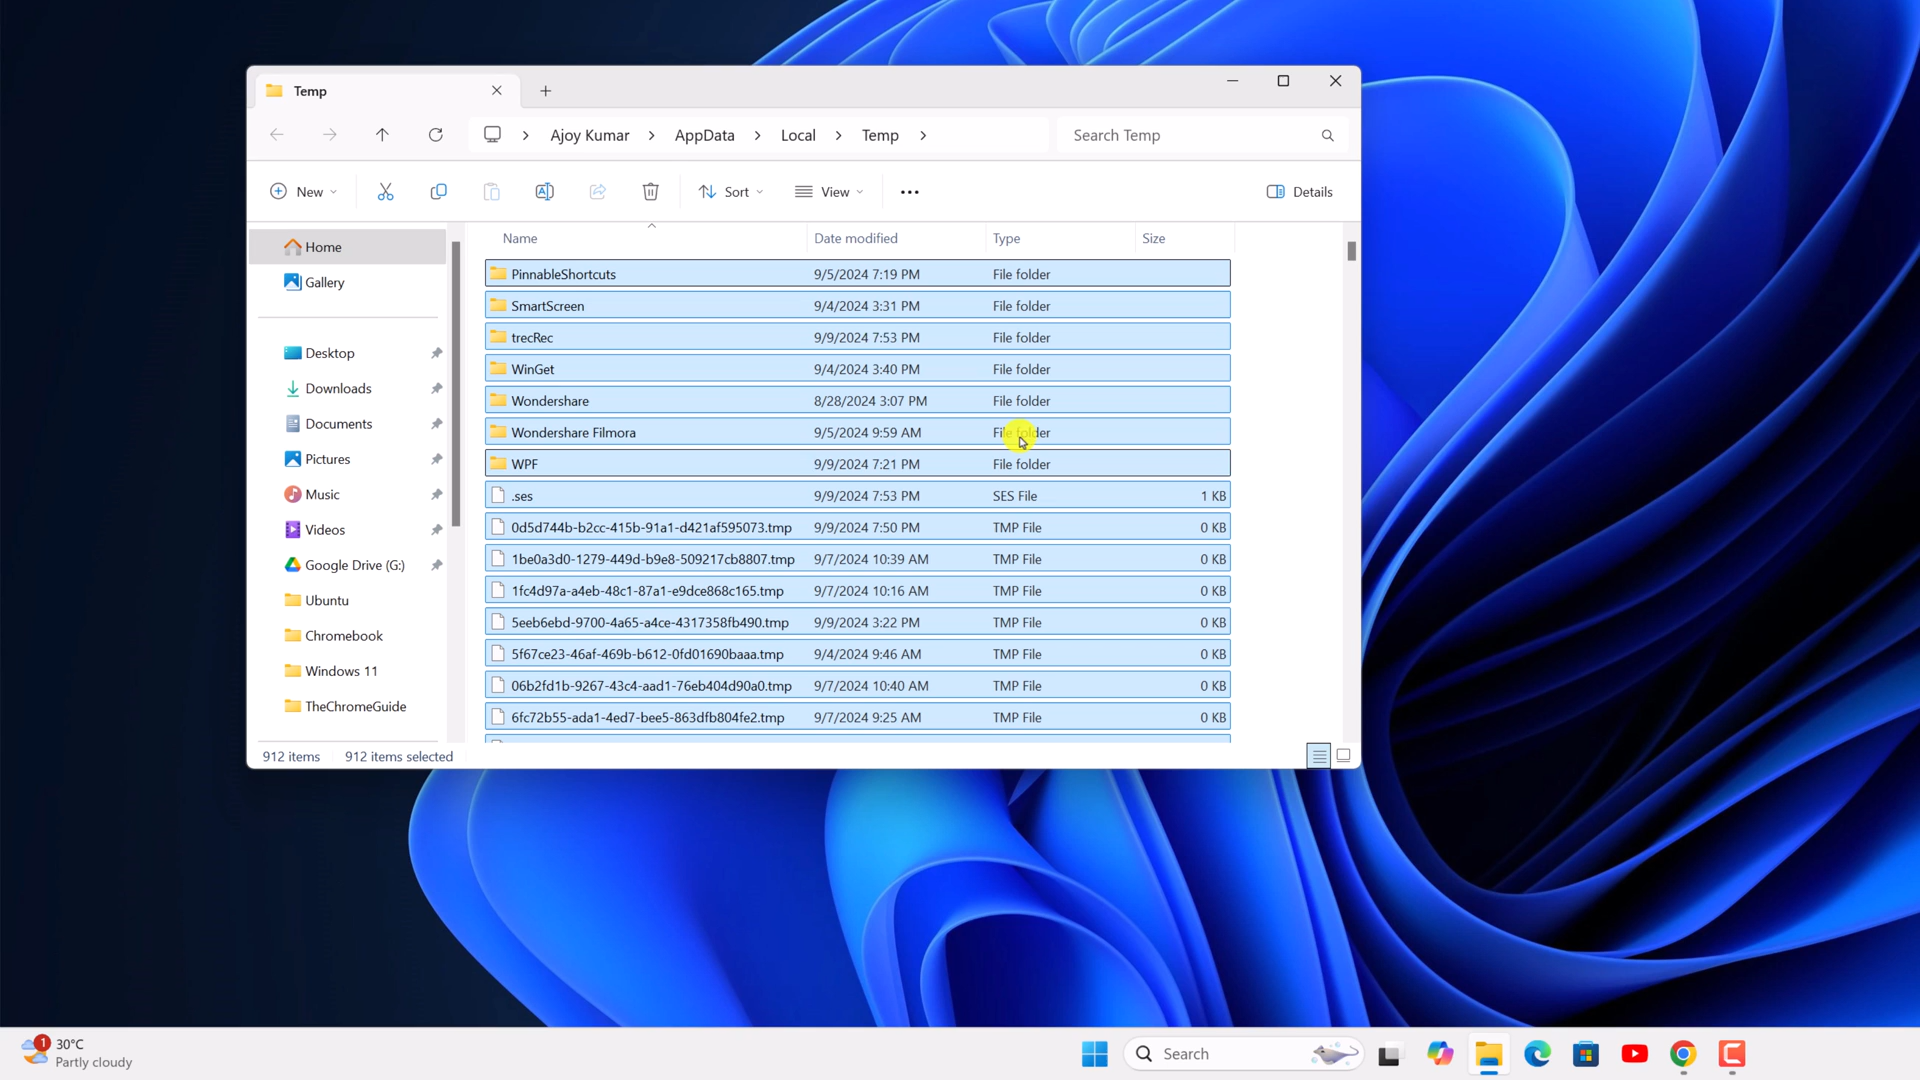 Temp
Ajoy Kumar > AppData > Local > Temp >
Search Temp
New
Sort
View
Details
Name Date modified Type Size
Home
Gallery
Desktop
Downloads
Documents
Pictures
Music
Videos
Google Drive (G:)
Ubuntu
Chromebook
Windows 11
TheChromeGuide
PinnableShortcuts 9/5/2024 7:19 PM File folder
SmartScreen 9/4/2024 3:31 PM File folder
trecRec 9/9/2024 7:53 PM File folder
WinGet 9/4/2024 3:40 PM File folder
Wondershare 8/28/2024 3:07 PM File folder
Wondershare Filmora 9/5/2024 9:59 AM File folder
WPF 9/9/2024 7:21 PM File folder
.ses 9/9/2024 7:53 PM SES File 1 KB
0d5d744b-b2cc-415b-91a1-d421af595073.tmp 9/9/2024 7:50 PM TMP File 0 KB
1be0a3d0-1279-449d-b9e8-509217cb8807.tmp 9/7/2024 10:39 AM TMP File 0 KB
1fc4d97a-a4eb-48c1-87a1-e9dce868c165.tmp 9/7/2024 10:16 AM TMP File 0 KB
5eeb6ebd-9700-4a65-a4ce-4317358fb490.tmp 9/9/2024 3:22 PM TMP File 0 KB
5f67ce23-46af-469b-b612-0fd01690baaa.tmp 9/4/2024 9:46 AM TMP File 0 KB
06b2fd1b-9267-43c4-aad1-76eb404d90a0.tmp 9/7/2024 10:40 AM TMP File 0 KB
6fc72b55-ada1-4ed7-bee5-863dfb804fe2.tmp 9/7/2024 9:25 AM TMP File 0 KB
912 items 912 items selected
1
30°C
Partly cloudy
Search